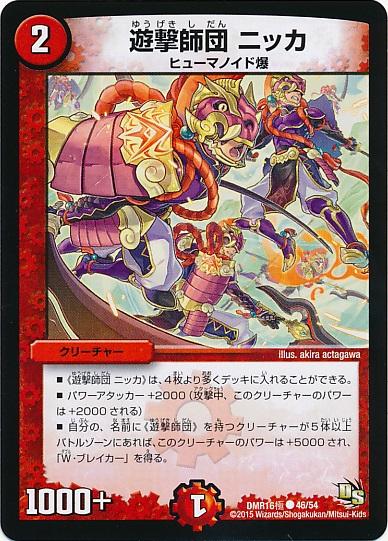 2
ゆうげきしだん
遊撃師団 ニッカ
ヒューマノイド爆
illus. akira actagawa
クリーチャー
■《遊撃師団 ニッカ》は、4枚より多くデッキに入れることができる。
■パワーアタッカー +2000（攻撃中、このクリーチャーのパワー
は +2000 される）
■自分の、名前に《遊撃師団》を持つクリーチャーが5体以上
バトルゾーンにあれば、このクリーチャーのパワーは +5000 され、
「W・ブレイカー」を得る。
1000+
1
DS
DMR16極 ● 46/54
©2015 Wizards/Shogakukan/Mitsui-Kids